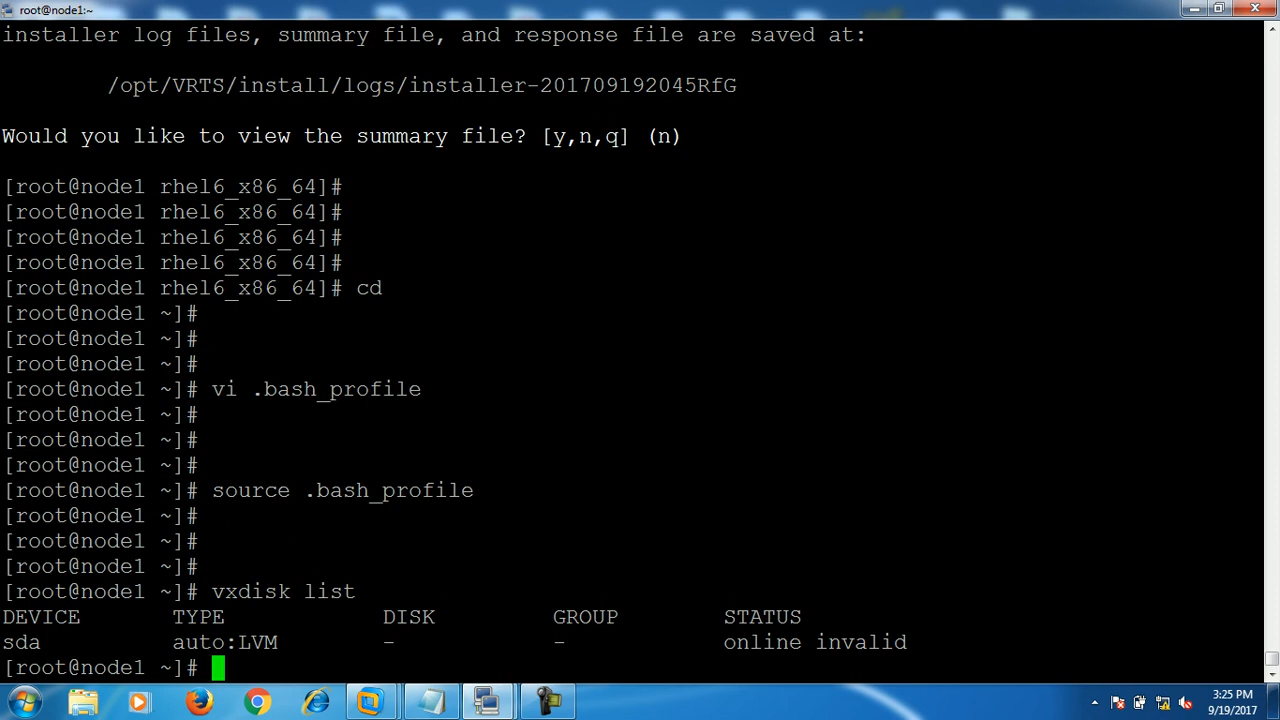 root@node1:~
installer log files, summary file, and response file are saved at:
/opt/VRTS/install/logs/installer-201709192045RfG
Would you like to view the summary file? [y,n,q] (n)
[root@node1 rhel6_x86_64]#
[root@node1 rhel6_x86_64]#
[root@node1 rhel6_x86_64]#
[root@node1 rhel6_x86_64]#
[root@node1 rhel6_x86_64]# cd
[root@node1 ~]#
[root@node1 ~]#
[root@node1 ~]#
[root@node1 ~]# vi .bash_profile
[root@node1 ~]#
[root@node1 ~]#
[root@node1 ~]#
[root@node1 ~]# source .bash_profile
[root@node1 ~]#
[root@node1 ~]#
[root@node1 ~]#
[root@node1 ~]# vxdisk list
DEVICE TYPE DISK GROUP STATUS
sda auto:LVM - - online invalid
[root@node1 ~]#
3:25 PM
9/19/2017